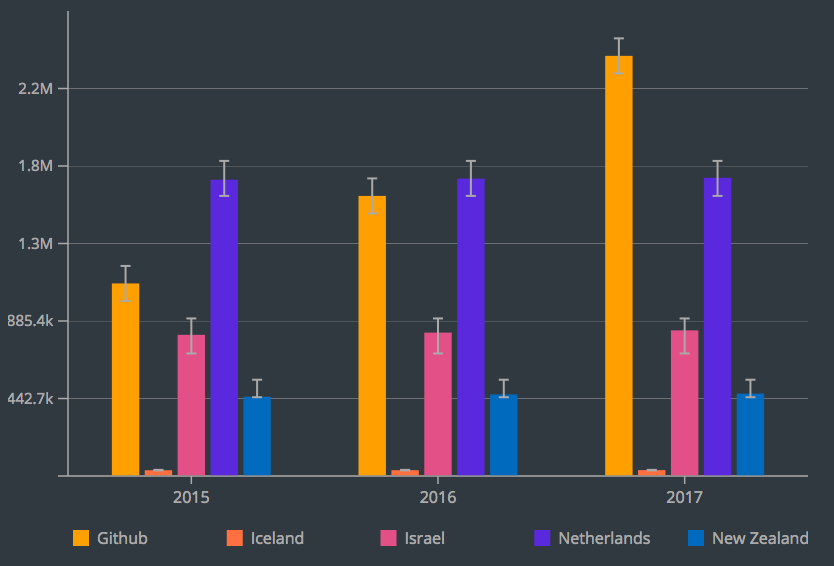 2.2M
1.8M
1.3M
885.4k
442.7k
2015 2016 2017
Github Iceland Israel Netherlands New Zealand